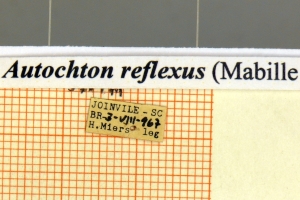 Autochton reflexus (Mabille
JOINVILE - SC
BR-3-VIII-967
H.Miers leg